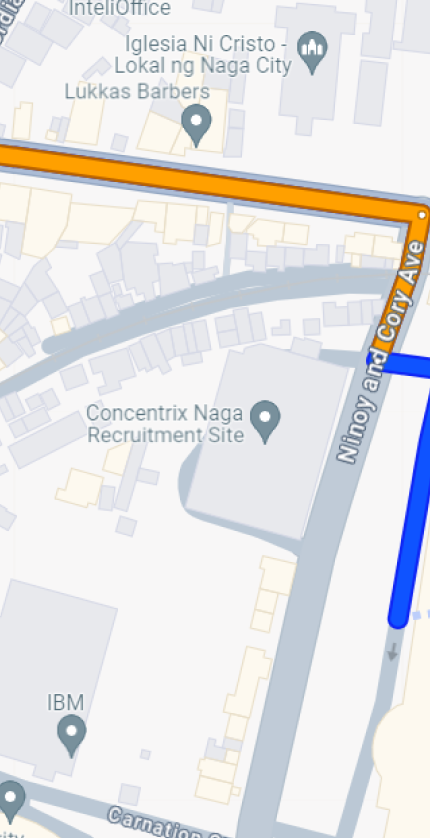 InteliOffice
Iglesia Ni Cristo -
Lokal ng Naga City
Lukkas Barbers
Ninoy and Cory Ave
Concentrix Naga
Recruitment Site
IBM
Carnation